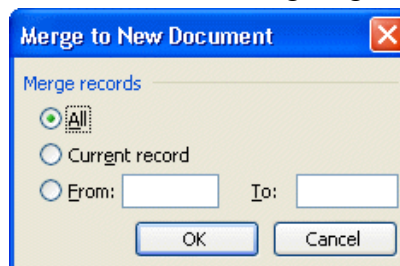 Merge to New Document
Merge records
All
Current record
From: To:
OK Cancel